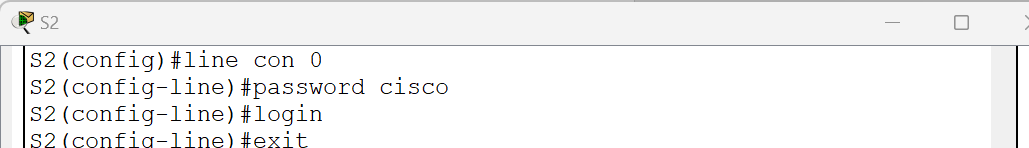 S2
S2(config)#line con 0
S2(config-line)#password cisco
S2(config-line)#login
S2(config-line)#exit